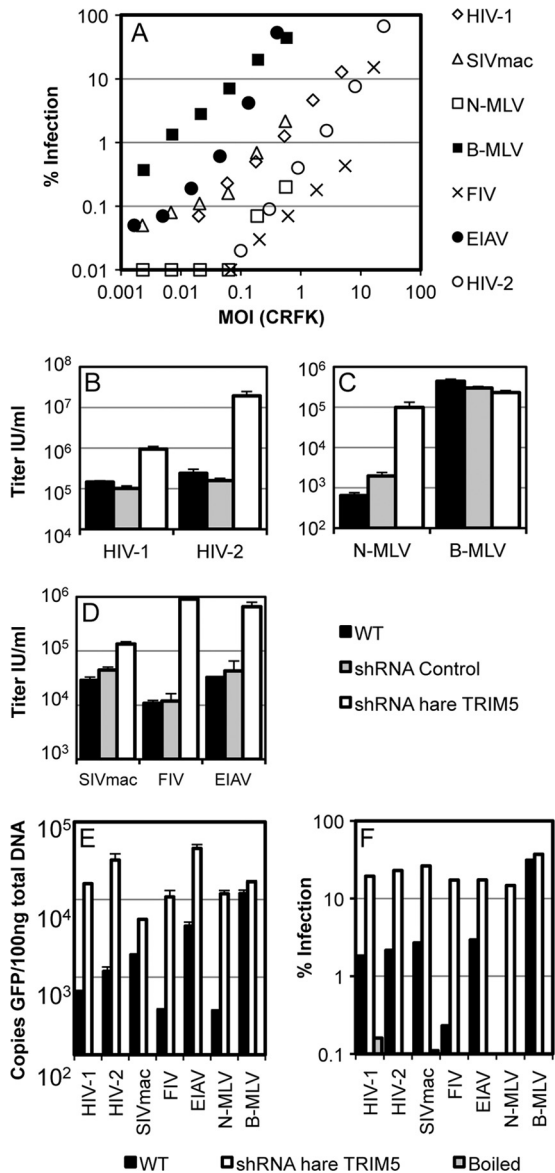 A
% Infection
100
10
1
0.1
0.01
0.001 0.01 0.1 1 10 100
MOI (CRFK)
HIV-1
SIVmac
N-MLV
B-MLV
FIV
EIAV
HIV-2
B
Titer IU/ml
10^8
10^7
10^6
10^5
10^4
HIV-1 HIV-2
C
10^6
10^5
10^4
10^3
10^2
N-MLV B-MLV
D
Titer IU/ml
10^6
10^5
10^4
10^3
SIVmac FIV EIAV
WT
shRNA Control
shRNA hare TRIM5
E
Copies GFP/100ng total DNA
10^5
10^4
10^3
10^2
HIV-1 HIV-2 SIVmac FIV EIAV N-MLV B-MLV
F
% Infection
100
10
1
0.1
HIV-1 HIV-2 SIVmac FIV EIAV N-MLV B-MLV
WT shRNA hare TRIM5 Boiled